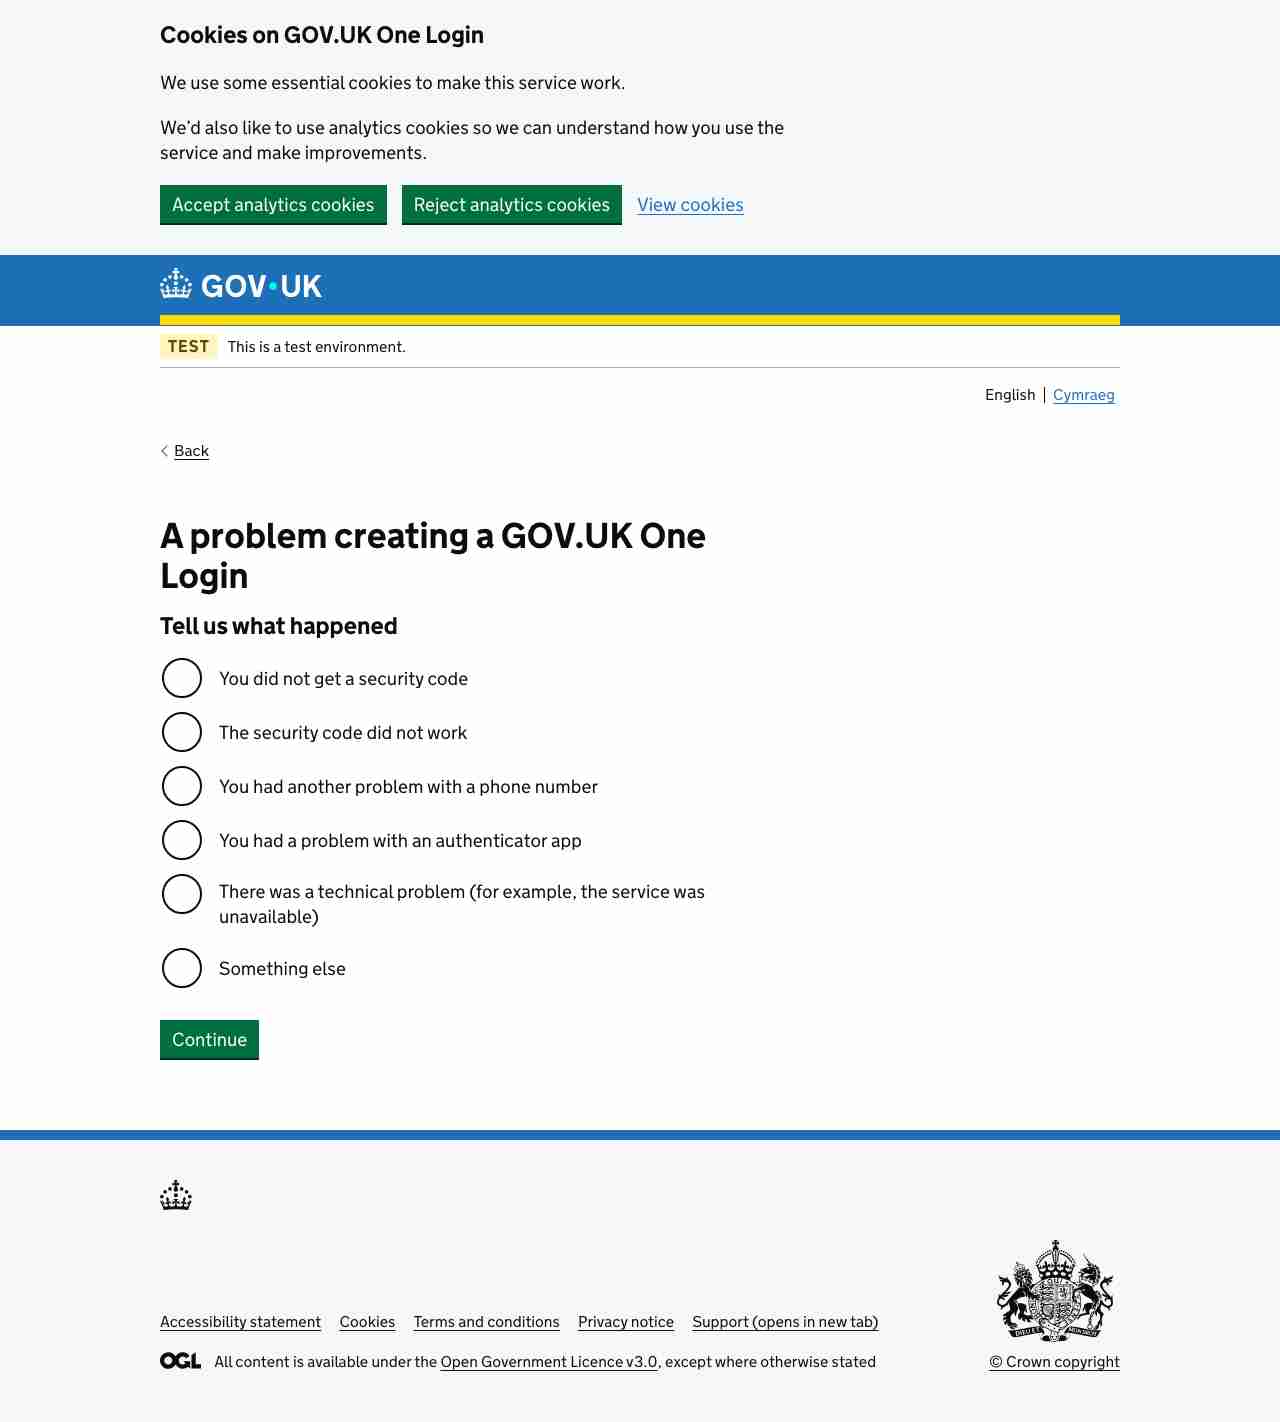 Cookies on GOV.UK One Login
We use some essential cookies to make this service work.
We'd also like to use analytics cookies so we can understand how you use the
service and make improvements.
Accept analytics cookies Reject analytics cookies View cookies
GOV·UK
TEST This is a test environment.
English Cymraeg
Back
A problem creating a GOV.UK One
Login
Tell us what happened
You did not get a security code
The security code did not work
You had another problem with a phone number
You had a problem with an authenticator app
There was a technical problem (for example, the service was
unavailable)
Something else
Continue
Accessibility statement Cookies Terms and conditions Privacy notice Support (opens in new tab)
OGL All content is available under the Open Government Licence v3.0, except where otherwise stated
© Crown copyright